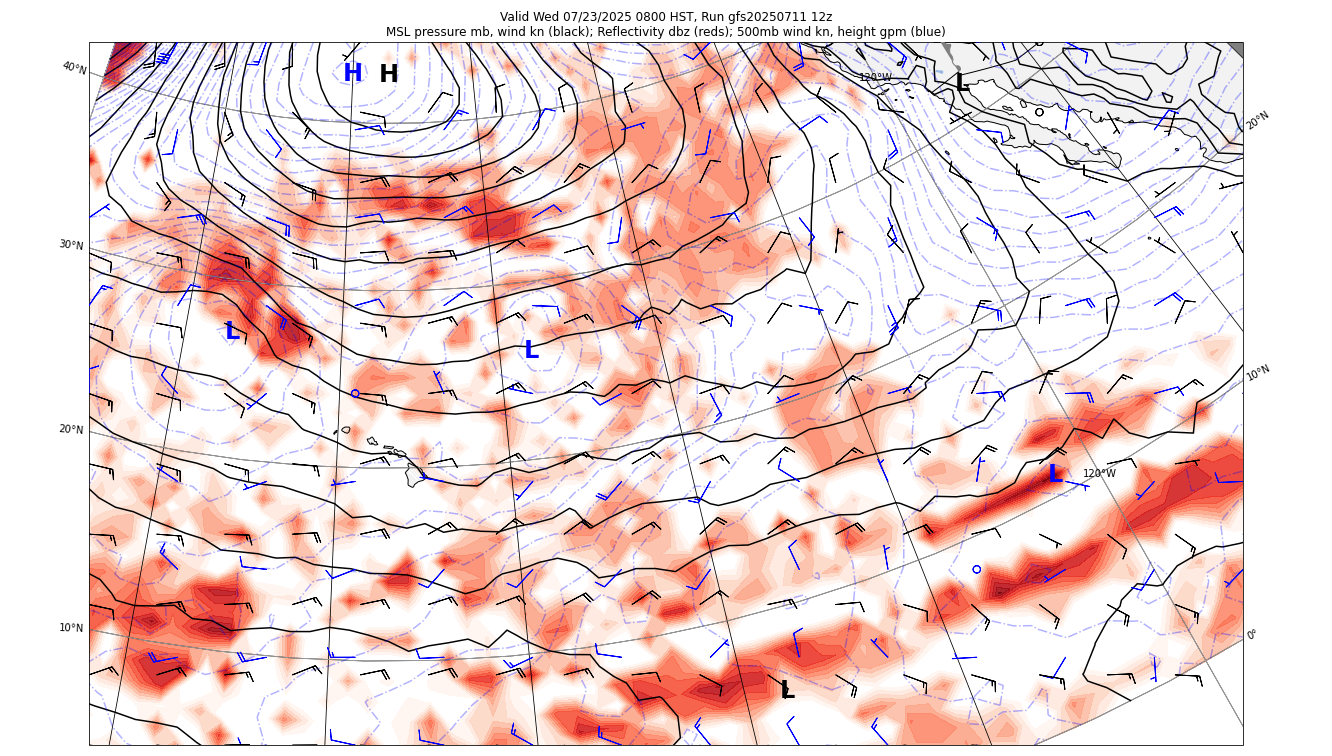 Valid Wed 07/23/2025 0800 HST, Run gfs20250711 12z
MSL pressure mb, wind kn (black); Reflectivity dbz (reds); 500mb wind kn, height gpm (blue)
40°N
H
H
120°W
L
20°N
30°N
L
L
10°N
20°N
L
120°W
10°N
0°
L